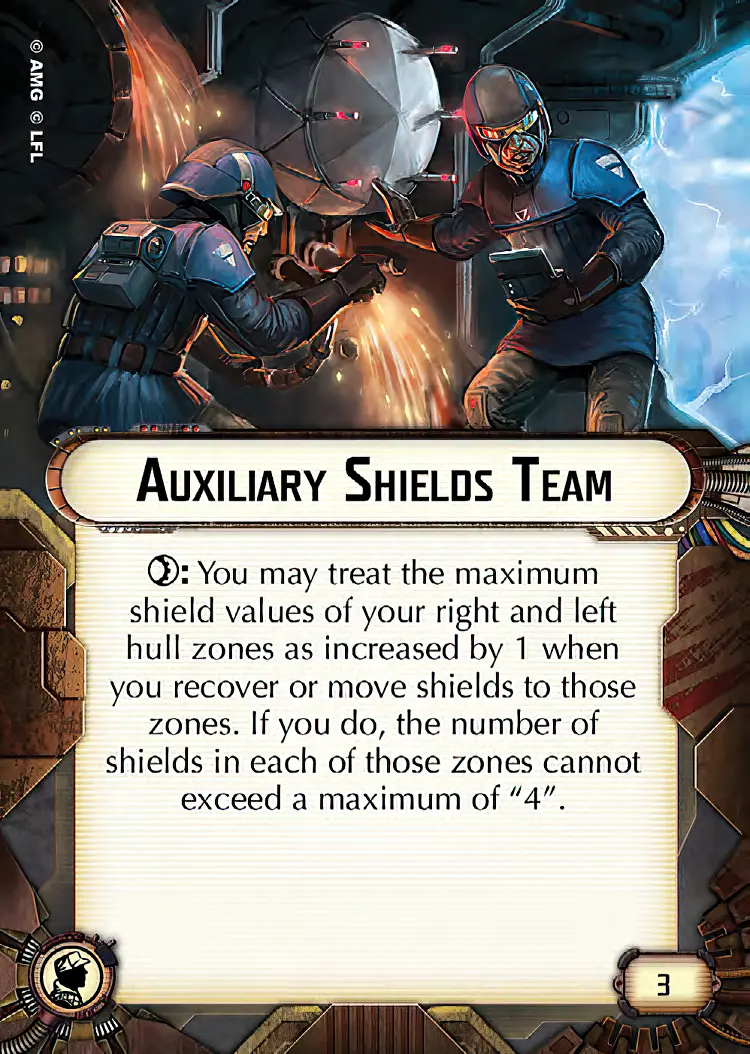 © AMG © LFL
Auxiliary Shields Team
: You may treat the maximum
shield values of your right and left
hull zones as increased by 1 when
you recover or move shields to those
zones. If you do, the number of
shields in each of those zones cannot
exceed a maximum of “4”.
3